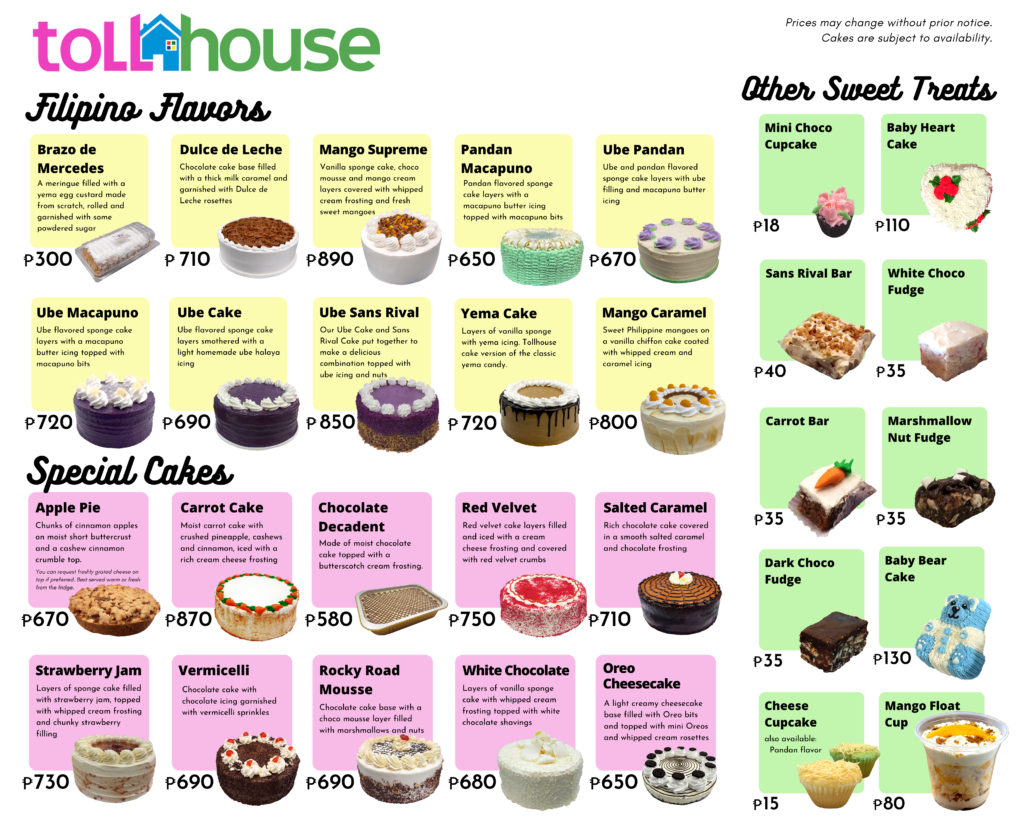 tollhouse
Prices may change without prior notice.
Cakes are subject to availability.
Filipino Flavors
Brazo de
Mercedes
A meringue filled with a
yema egg custard made
from scratch, rolled and
garnished with some
powdered sugar
₱300
Dulce de Leche
Chocolate cake base filled
with a thick milk caramel and
garnished with Dulce de
Leche rosettes
₱ 710
Mango Supreme
Vanilla sponge cake, choco
mousse and mango cream
layers covered with whipped
cream frosting and fresh
sweet mangoes
₱890
Pandan
Macapuno
Pandan flavored sponge
cake layers with a
macapuno butter icing
topped with macapuno bits
₱650
Ube Pandan
Ube and pandan flavored
sponge cake layers with ube
filling and macapuno butter
icing
₱670
Ube Macapuno
Ube flavored sponge cake
layers with a macapuno
butter icing topped with
macapuno bits
₱720
Ube Cake
Ube flavored sponge cake
layers smothered with a
light homemade ube halaya
icing
₱690
Ube Sans Rival
Our Ube Cake and Sans
Rival Cake put together to
make a delicious
combination topped with
ube icing and nuts
₱850
Yema Cake
Layers of vanilla sponge
with yema icing. Tollhouse
cake version of the classic
yema candy.
₱720
Mango Caramel
Sweet Philippine mangoes on
a vanilla chiffon cake coated
with whipped cream and
caramel icing
₱800
Special Cakes
Apple Pie
Chunks of cinnamon apples
on moist short buttercrust
and a cashew cinnamon
crumble top.
You can request freshly grated cheese on
top if preferred. Best served warm or fresh
from the fridge.
₱670
Carrot Cake
Moist carrot cake with
crushed pineapple, cashews
and cinnamon, iced with a
rich cream cheese frosting
₱870
Chocolate
Decadent
Made of moist chocolate
cake topped with a
butterscotch cream frosting.
₱580
Red Velvet
Red velvet cake layers filled
and iced with a cream
cheese frosting and covered
with red velvet crumbs
₱750
Salted Caramel
Rich chocolate cake covered
in a smooth salted caramel
and chocolate frosting
₱710
Strawberry Jam
Layers of sponge cake filled
with strawberry jam, topped
with whipped cream frosting
and chunky strawberry
filling
₱730
Vermicelli
Chocolate cake with
chocolate icing garnished
with vermicelli sprinkles
₱690
Rocky Road
Mousse
Chocolate cake base with a
choco mousse layer filled
with marshmallows and nuts
₱690
White Chocolate
Layers of vanilla sponge
cake with whipped cream
frosting topped with white
chocolate shavings
₱680
Oreo
Cheesecake
A light creamy cheesecake
base filled with Oreo bits
and topped with mini Oreos
and whipped cream rosettes
₱650
Other Sweet Treats
Mini Choco
Cupcake
₱18
Baby Heart
Cake
₱110
Sans Rival Bar
₱40
White Choco
Fudge
₱35
Carrot Bar
₱35
Marshmallow
Nut Fudge
₱35
Dark Choco
Fudge
₱35
Baby Bear
Cake
₱130
Cheese
Cupcake
also available:
Pandan flavor
₱15
Mango Float
Cup
₱80